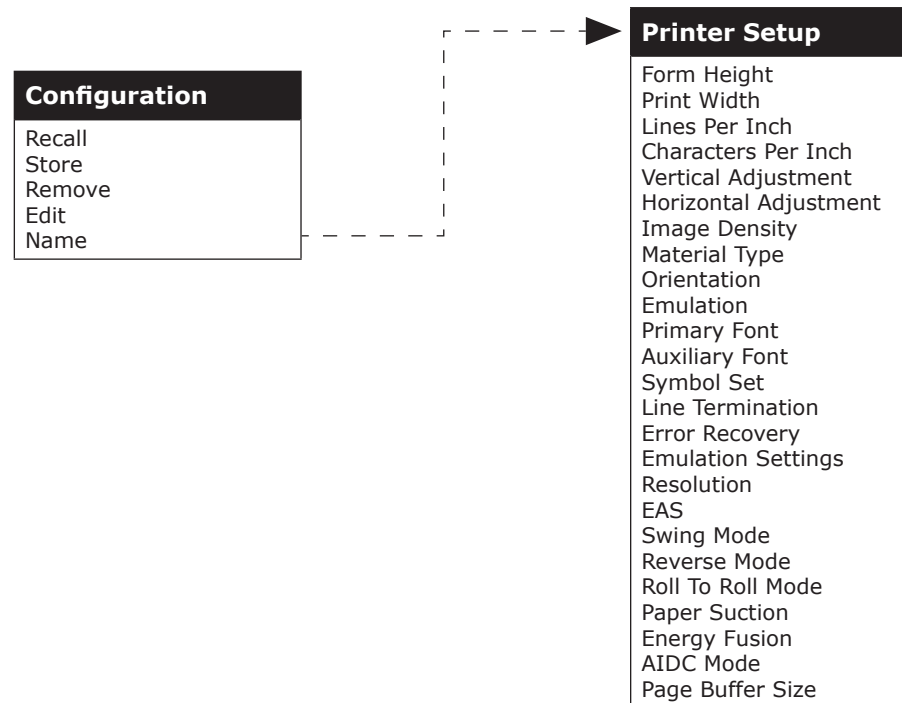 Configuration
Recall
Store
Remove
Edit
Name
Printer Setup
Form Height
Print Width
Lines Per Inch
Characters Per Inch
Vertical Adjustment
Horizontal Adjustment
Image Density
Material Type
Orientation
Emulation
Primary Font
Auxiliary Font
Symbol Set
Line Termination
Error Recovery
Emulation Settings
Resolution
EAS
Swing Mode
Reverse Mode
Roll To Roll Mode
Paper Suction
Energy Fusion
AIDC Mode
Page Buffer Size